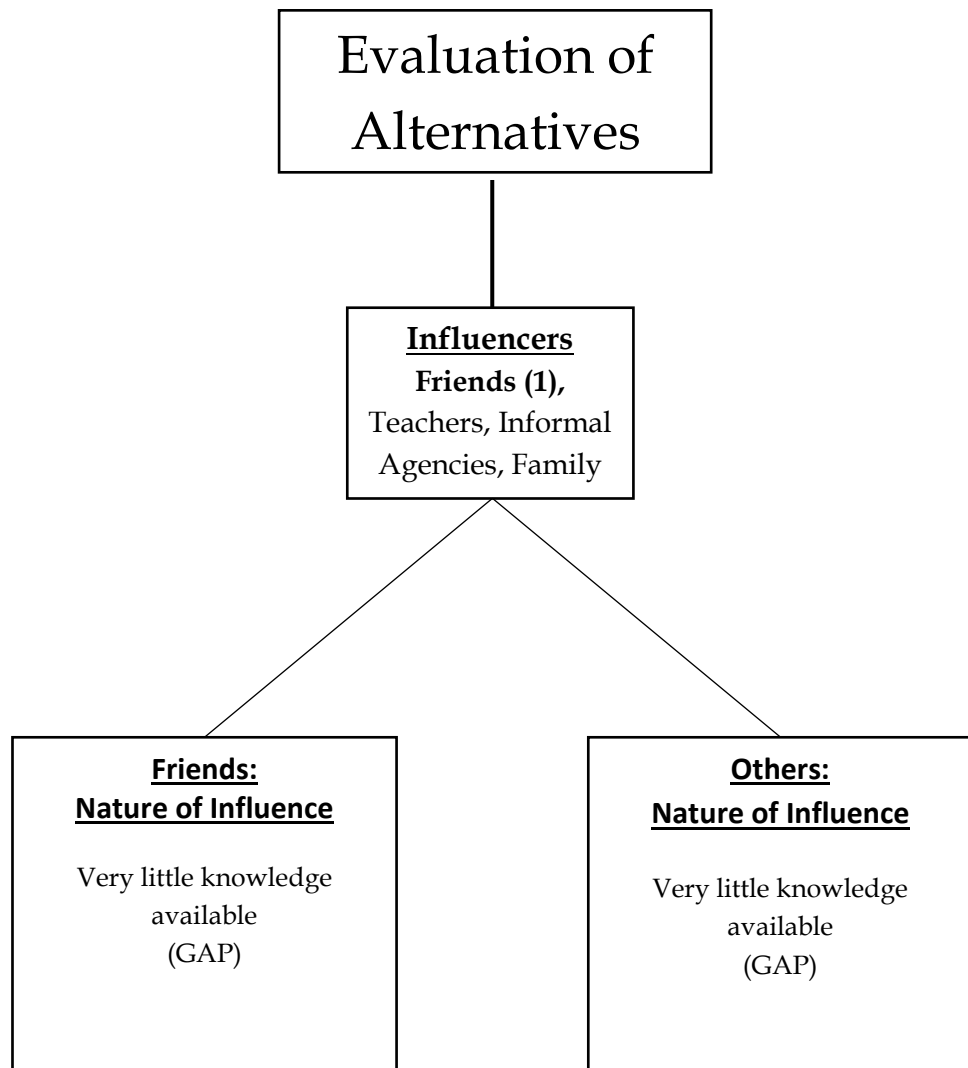 Evaluation of
Alternatives
Influencers
Friends (1),
Teachers, Informal
Agencies, Family
Friends:
Nature of Influence
Very little knowledge
available
(GAP)
Others:
Nature of Influence
Very little knowledge
available
(GAP)